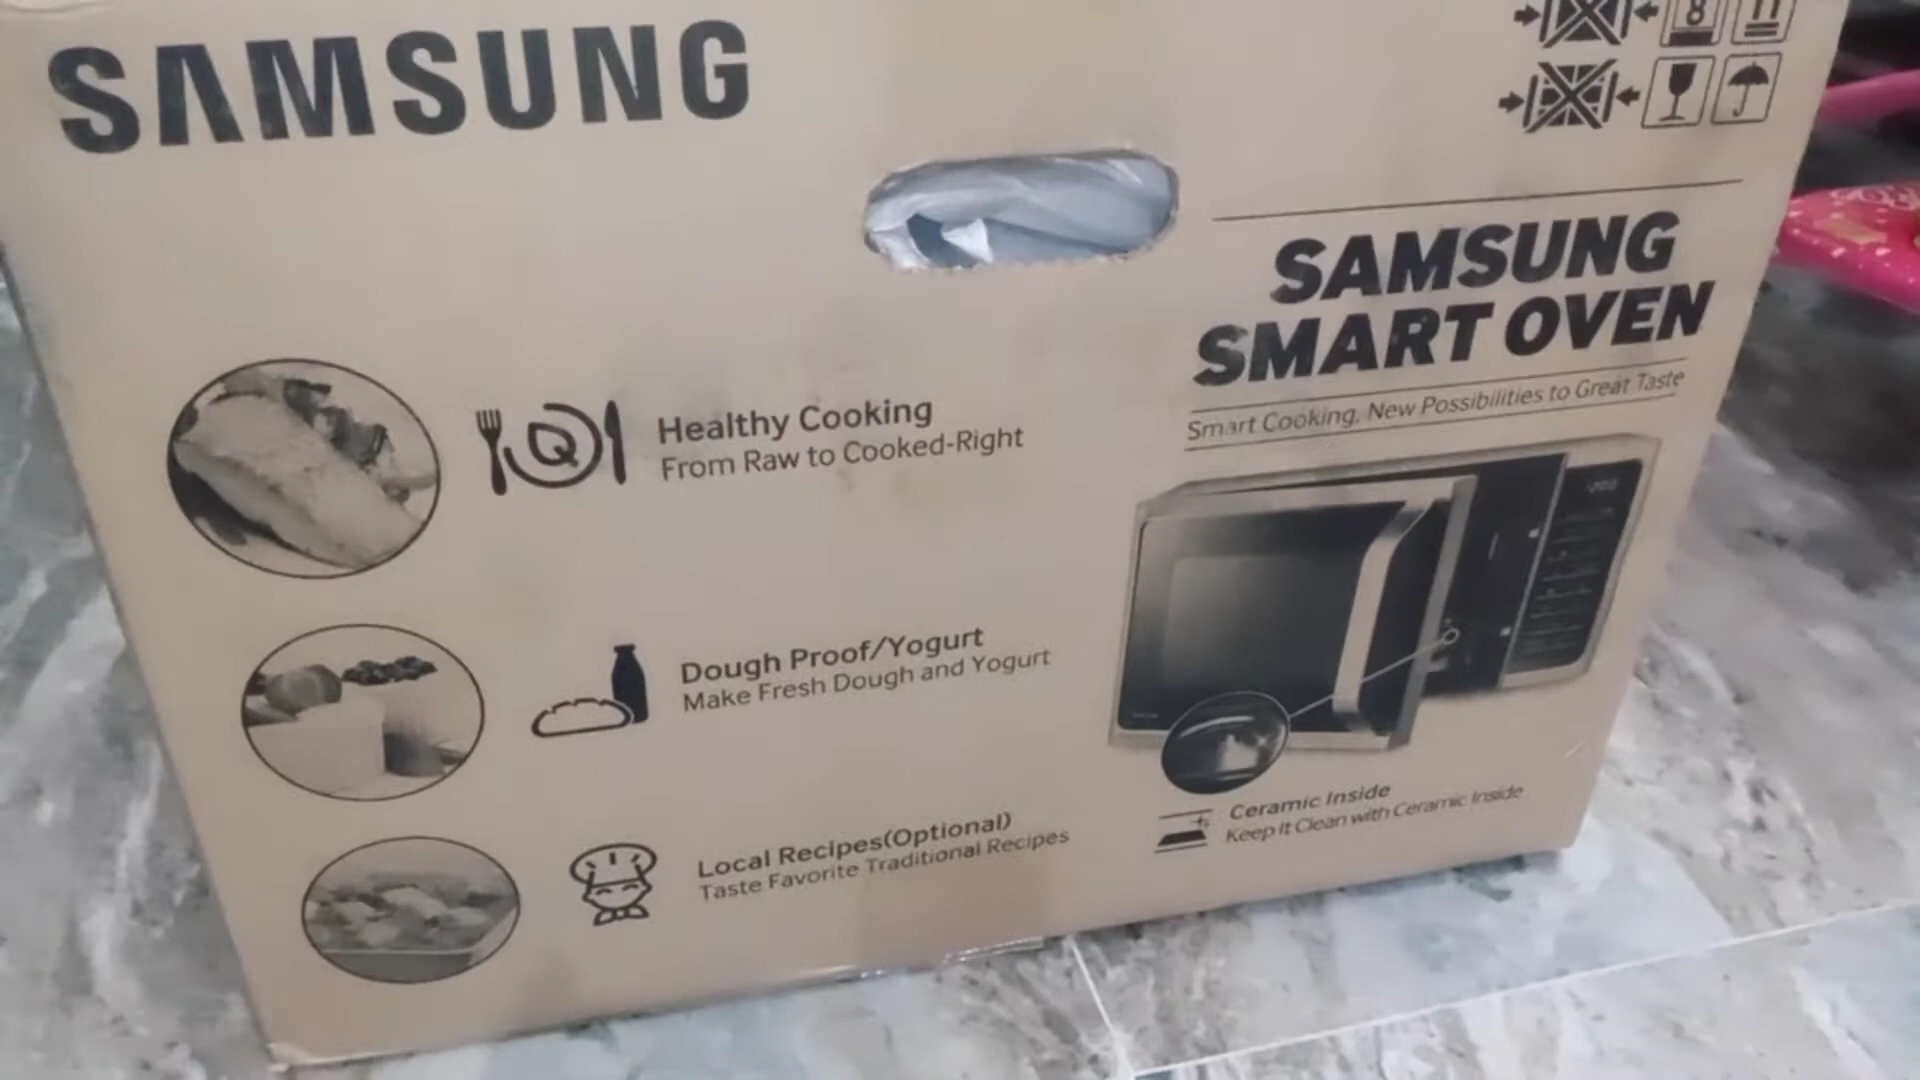 SAMSUNG
8
SAMSUNG
SMART OVEN
Smart Cooking, New Possibilities to Great Taste
Healthy Cooking
From Raw to Cooked-Right
Dough Proof/Yogurt
Make Fresh Dough and Yogurt
Local Recipes(Optional)
Taste Favorite Traditional Recipes
Ceramic Inside
Keep It Clean with Ceramic Inside